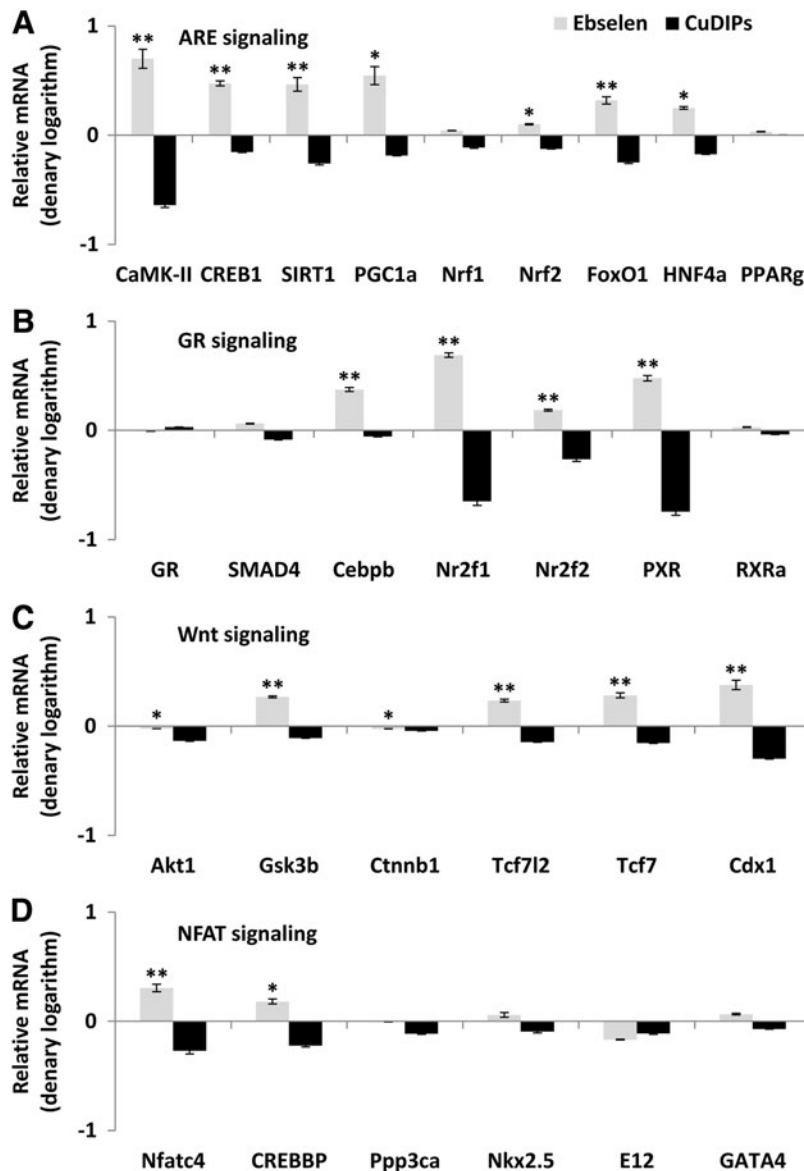 A
ARE signaling
Ebselen
CuDIPs
Relative mRNA
(denary logarithm)
1
**
**
**
*
*
**
*
0
-1
CaMK-II CREB1 SIRT1 PGC1a Nrf1 Nrf2 FoxO1 HNF4a PPARg
B
GR signaling
Relative mRNA
(denary logarithm)
1
**
**
**
**
0
-1
GR SMAD4 Cebpb Nr2f1 Nr2f2 PXR RXRa
C
Wnt signaling
Relative mRNA
(denary logarithm)
1
*
**
*
**
**
**
0
-1
Akt1 Gsk3b Ctnnb1 Tcf7l2 Tcf7 Cdx1
D
NFAT signaling
Relative mRNA
(denary logarithm)
1
**
*
0
-1
Nfatc4 CREBBP Ppp3ca Nkx2.5 E12 GATA4